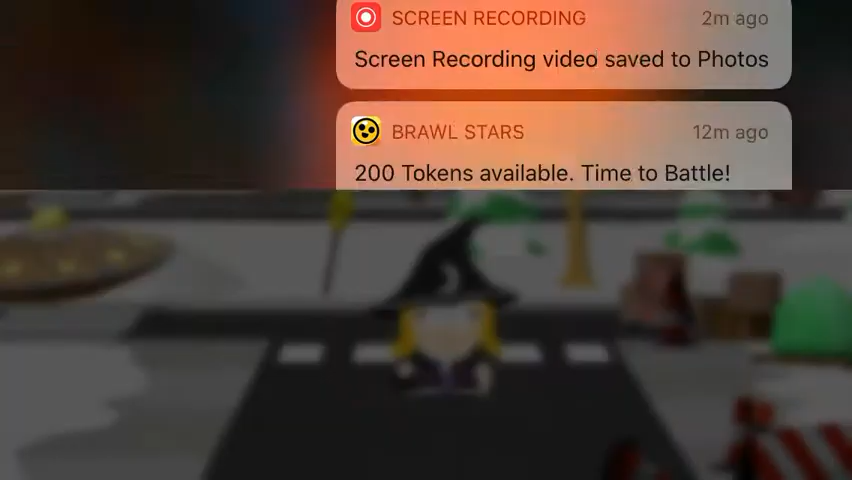 SCREEN RECORDING 2m ago
Screen Recording video saved to Photos
BRAWL STARS 12m ago
200 Tokens available. Time to Battle!